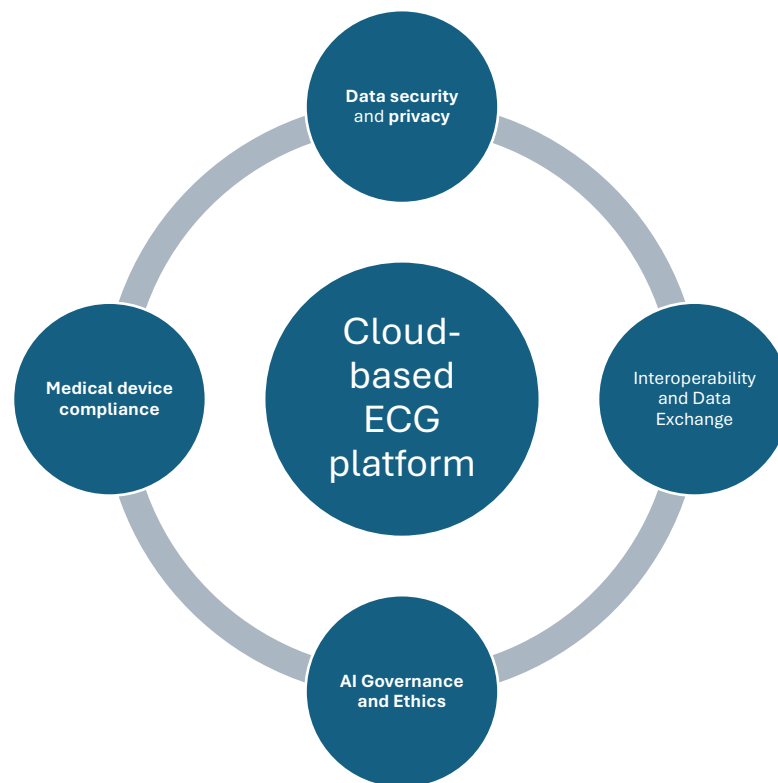 Data security
and privacy
Cloud-
based
ECG
platform
Medical device
compliance
Interoperability
and Data
Exchange
AI Governance
and Ethics